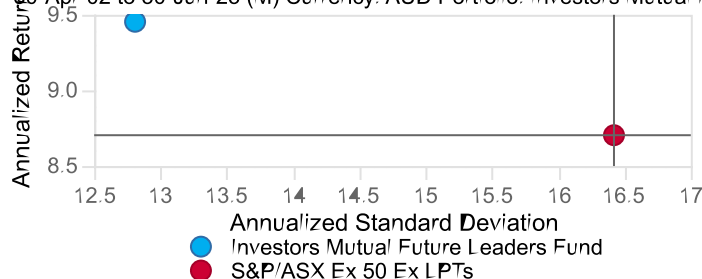 Annualized Return
9.5
9.0
8.5
12.5 13 13.5 14 14.5 15 15.5 16 16.5 17
Annualized Standard Deviation
Investors Mutual Future Leaders Fund
S&P/ASX Ex 50 Ex LPTs